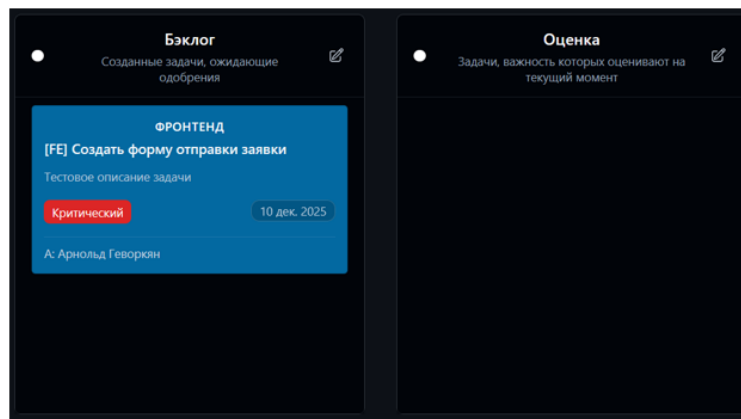 Бэклог
Созданные задачи, ожидающие
одобрения
ФРОНТЕНД
[FE] Создать форму отправки заявки
Тестовое описание задачи
Критический
10 дек. 2025
А: Арнольд Геворкян
Оценка
Задачи, важность которых оценивают на
текущий момент